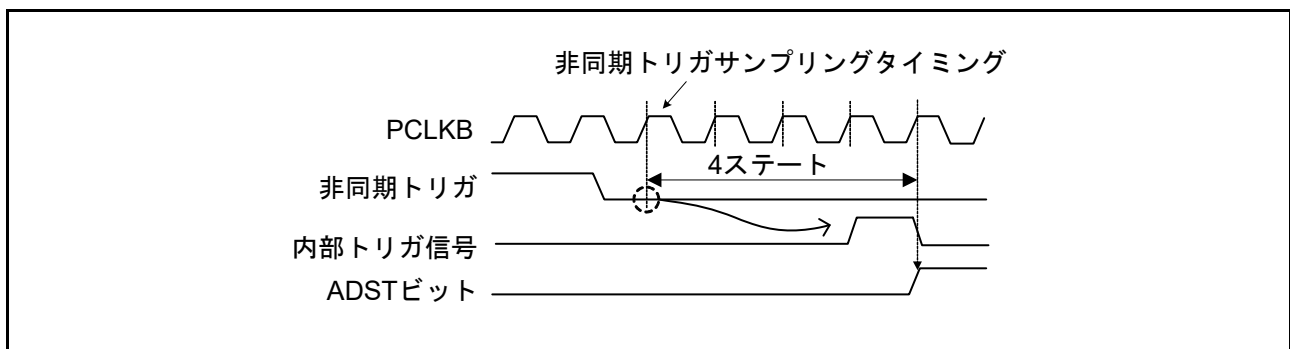 非同期トリガサンプリングタイミング
PCLKB
4ステート
非同期トリガ
内部トリガ信号
ADSTビット